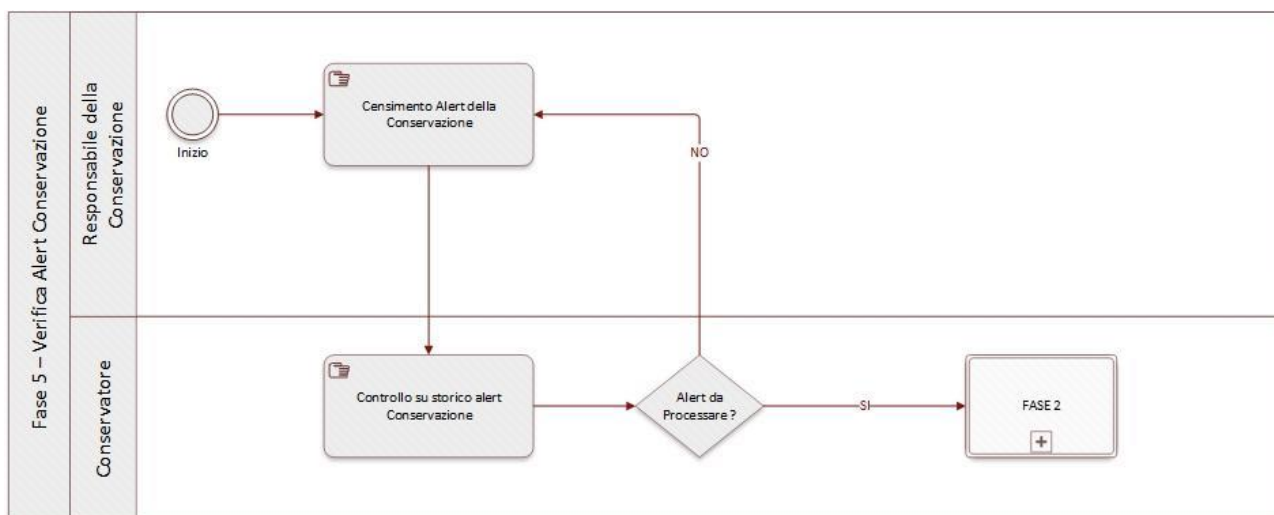 Fase 5 – Verifica Alert Conservazione
Responsabile della
Conservazione
Inizio
Censimento Alert della
Conservazione
NO
Conservatore
Controllo su storico alert
Conservazione
Alert da
Processare ?
SI
FASE 2